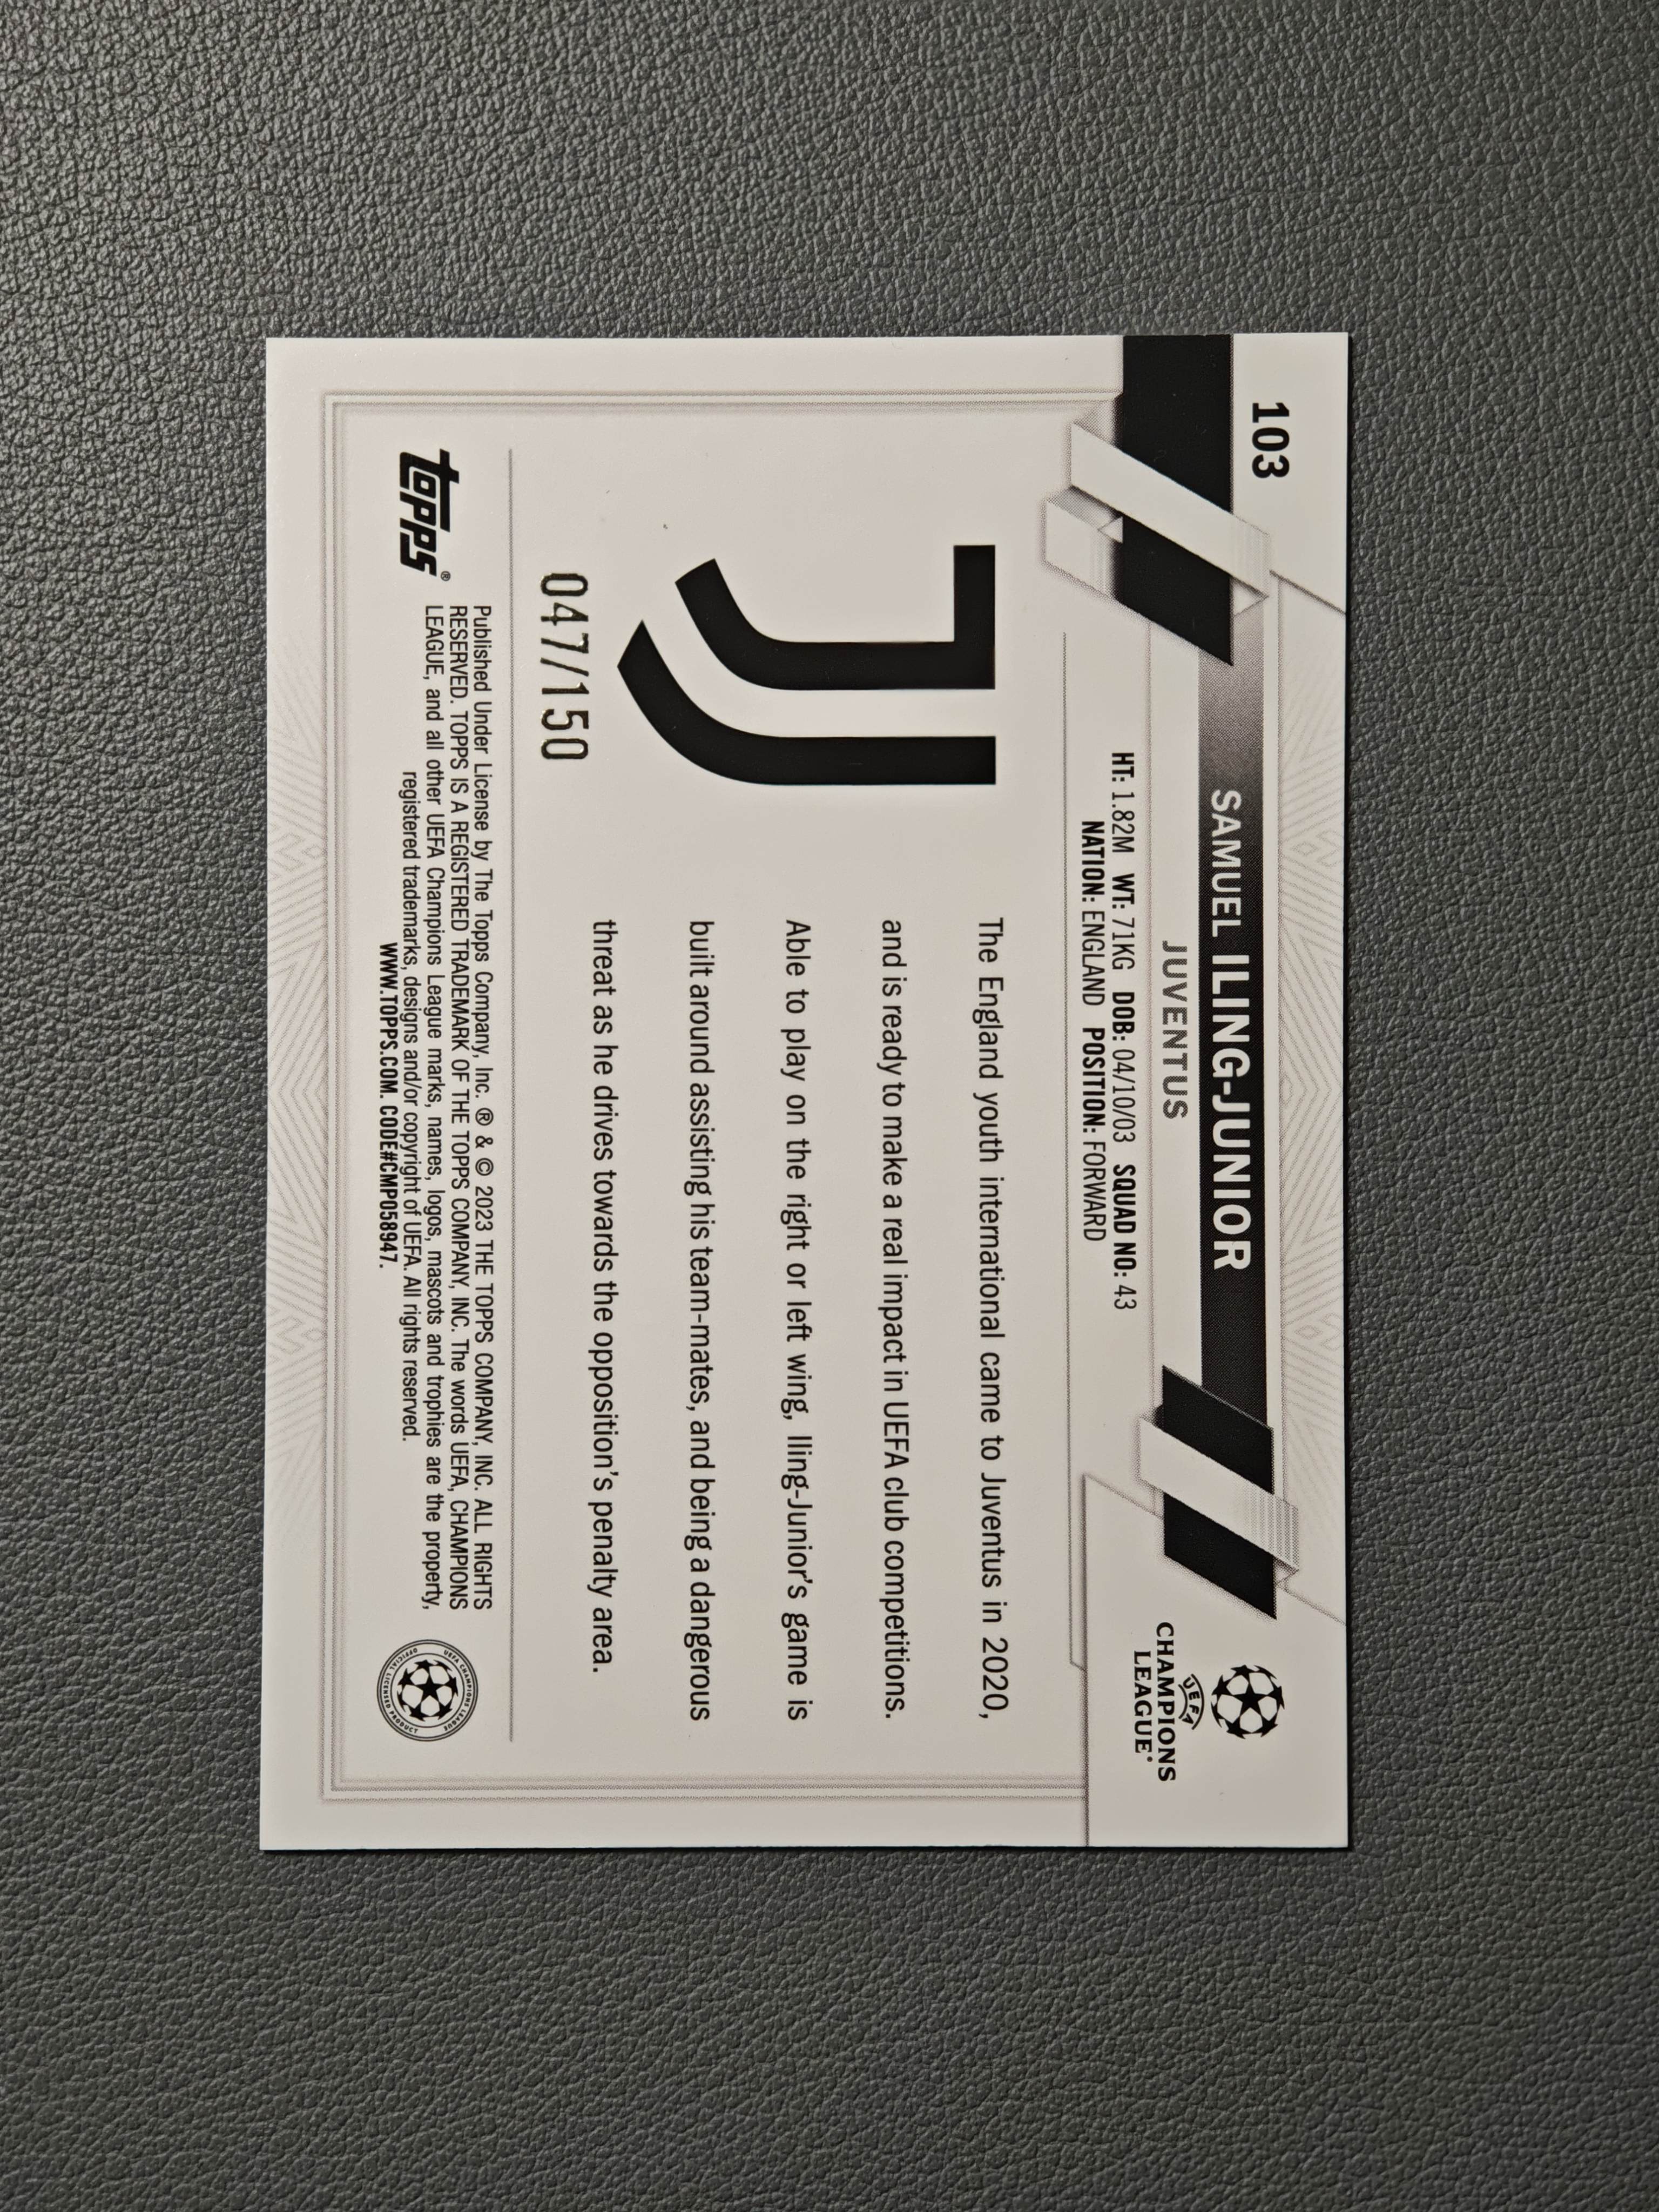 103
SAMUEL ILING-JUNIOR
JUVENTUS
HT: 1.82M WT: 71KG DOB: 04/10/03 SQUAD NO: 43
NATION: ENGLAND POSITION: FORWARD
UEFA
CHAMPIONS
LEAGUE®
The England youth international came to Juventus in 2020,
and is ready to make a real impact in UEFA club competitions.
Able to play on the right or left wing, Iling-Junior's game is
built around assisting his team-mates, and being a dangerous
threat as he drives towards the opposition's penalty area.
047/150
topps®
Published Under License by The Topps Company, Inc. ® & © 2023 THE TOPPS COMPANY, INC. ALL RIGHTS
RESERVED. TOPPS IS A REGISTERED TRADEMARK OF THE TOPPS COMPANY, INC. The words UEFA, CHAMPIONS
LEAGUE, and all other UEFA Champions League marks, names, logos, mascots and trophies are the property,
registered trademarks, designs and/or copyright of UEFA. All rights reserved.
WWW.TOPPS.COM. CODE#CMP058947.
UEFA CHAMPIONS LEAGUE
OFFICIAL LICENSED PRODUCT